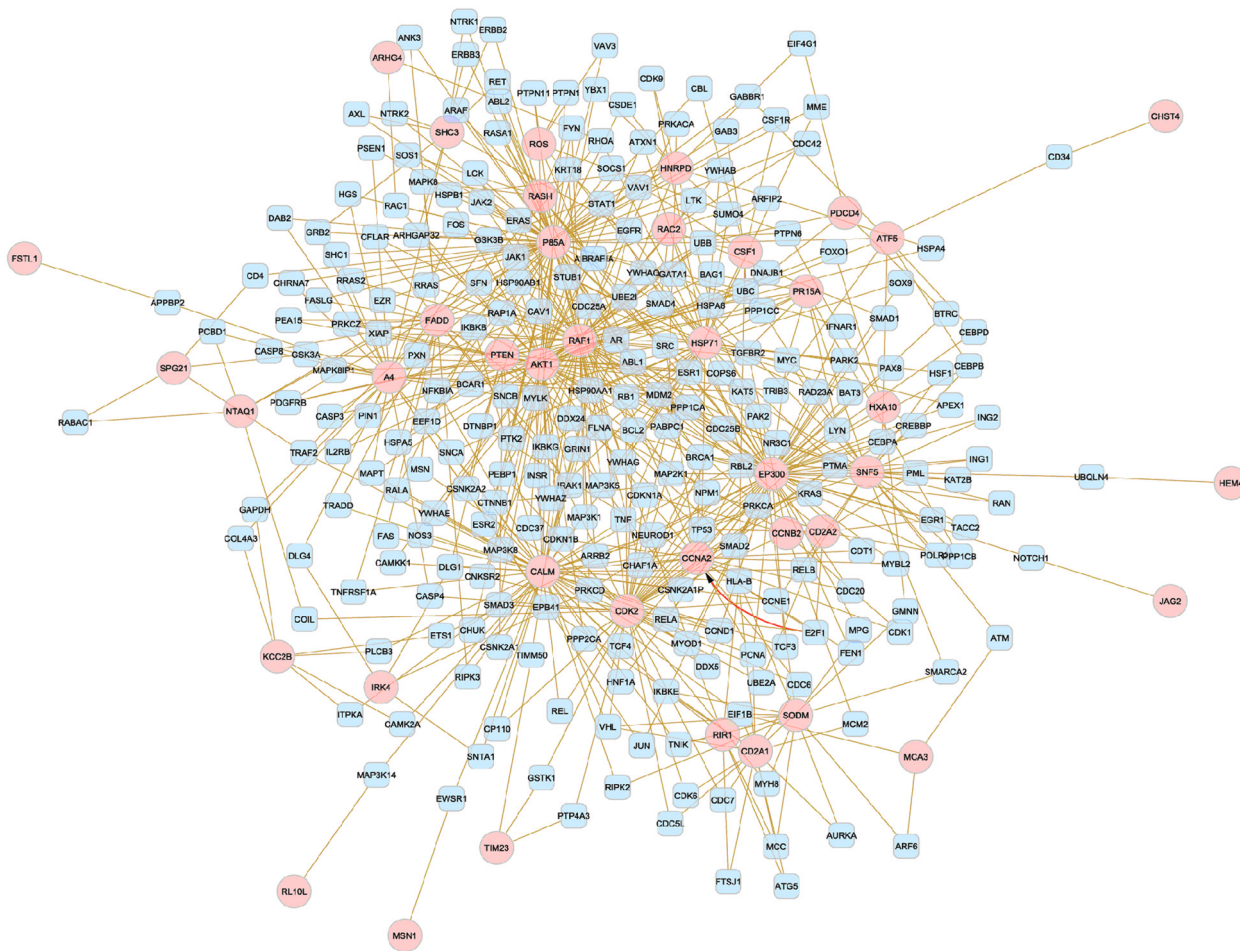 NTRK1
ERBB2
ANK3
ERBB3
VAV3
EIF4G1
ARHG4
RET
PTPN11
PTPN1
YBX1
CDK9
CBL
GABBR1
ABL2
CSDE1
MME
AXL
NTRK2
ARAF
CSF1R
CHST4
SHC3
RASA1
ROS
FYN
PRKACA
GAB3
PSEN1
SOS1
RHOA
ATXN1
CDC42
CD34
LCK
KRT18
SOCS1
HNRPD
YWHAB
MAPK8
HSPB1
VAV1
HGS
RAC1
JAK2
RASH
STAT1
LTK
ARFIP2
DAB2
FOS
ERAS
SUMO4
PDCD4
GRB2
CFLAR
ARHGAP32
GSK3B
P85A
EGFR
RAC2
PTPN6
ATF5
SHC1
JAK1
UBB
CSF1
FOXO1
HSPA4
FSTL1
CD4
CHRNA7
RRAS2
RRAS
SFN
HSP90AB1
STUB1
GATA1
BAG1
DNAJB1
APPBP2
FASLG
EZR
UBE2I
SMAD4
UBC
PR15A
SOX9
PEA15
PRKCZ
FADD
RAP1A
CAV1
CDC25A
HSPA8
PPP1CC
SMAD1
BTRC
PCBD1
XIAP
IKBKB
IFNAR1
CEBPD
CASP8
GSK3A
PXN
PTEN
RAF1
AR
SRC
HSP71
TGFBR2
MYC
PARK2
PAX8
HSF1
CEBPB
SPG21
MAPK8IP1
A4
AKT1
ABL1
ESR1
COPS6
NFKBIA
BCAR1
SNCB
HSP90AA1
KAT5
TRIB3
RAD23A
BAT3
PDGFRB
MYLK
RB1
MDM2
PPP1CA
HXA10
APEX1
NTAQ1
CASP3
PIN1
EEF1D
DTNBP1
DDX24
FLNA
BCL2
PABPC1
PAK2
ING2
RABAC1
CDC25B
LYN
CREBBP
TRAF2
IL2RB
HSPA5
SNCA
PTK2
IKBKG
GRIN1
NR3C1
CEBPA
MAPT
MSN
PEBP1
INSR
YWHAG
BRCA1
RBL2
EP300
PTMA
SNF5
PML
ING1
RALA
CSNK2A2
IRAK1
MAP3K5
MAP2K1
KAT2B
UBQLN4
HEM4
TRADD
CTNNB1
YWHAZ
CDKN1A
NPM1
KRAS
RAN
GAPDH
YWHAE
ESR2
MAP3K1
TNF
PRKCA
EGR1
TACC2
COL4A3
FAS
NOS3
CDC37
CDKN1B
NEUROD1
TP53
CCNB2
CD2A2
PPP1CB
NOTCH1
DLG4
MAP3K8
ARRB2
SMAD2
CDT1
MYBL2
CAMKK1
DLG1
CALM
CHAF1A
CCNA2
RELB
TNFRSF1A
CNKSR2
CSNK2A1P
HLA-B
CDC20
CASP4
PRKCD
CCNE1
GMNN
JAG2
COIL
SMAD3
EPB41
CDK2
RELA
CCND1
E2F1
CDK1
ETS1
CHUK
PPP2CA
MYOD1
TCF3
MPG
ATM
KCC2B
PLCB3
CSNK2A1
TIMM50
TCF4
DDX5
PCNA
FEN1
RIPK3
HNF1A
UBE2A
SMARCA2
IRK4
IKBKE
CDC6
ITPKA
CAMK2A
REL
EIF1B
SODM
MCM2
CP110
VHL
RIR1
JUN
TNIK
CD2A1
MCA3
SNTA1
MAP3K14
GSTK1
RIPK2
MYH8
EWSR1
CDK6
CDC7
PTP4A3
CDC5L
AURKA
ARF6
TIM23
MCC
RL10L
FTSJ1
ATG5
MSN1